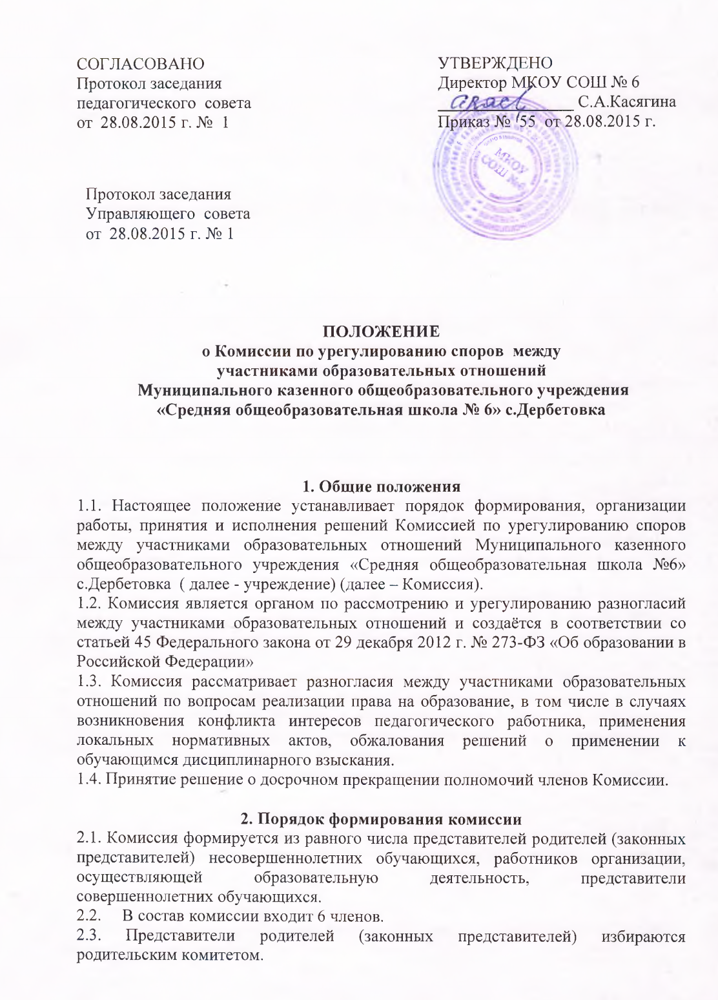 СОГЛАСОВАНО
Протокол заседания
педагогического совета
от 28.08.2015 г. № 1
УТВЕРЖДЕНО
Директор МКОУ СОШ № 6
С.А.Касягина
Приказ № 55 от 28.08.2015 г.
МКОУ
СОШ №6
Протокол заседания
Управляющего совета
от 28.08.2015 г. № 1
ПОЛОЖЕНИЕ
о Комиссии по урегулированию споров между
участниками образовательных отношений
Муниципального казенного общеобразовательного учреждения
«Средняя общеобразовательная школа № 6» с.Дербетовка
1. Общие положения
1.1. Настоящее положение устанавливает порядок формирования, организации
работы, принятия и исполнения решений Комиссией по урегулированию споров
между участниками образовательных отношений Муниципального казенного
общеобразовательного учреждения «Средняя общеобразовательная школа №6»
с.Дербетовка ( далее - учреждение) (далее – Комиссия).
1.2. Комиссия является органом по рассмотрению и урегулированию разногласий
между участниками образовательных отношений и создаётся в соответствии со
статьей 45 Федерального закона от 29 декабря 2012 г. № 273-ФЗ «Об образовании в
Российской Федерации»
1.3. Комиссия рассматривает разногласия между участниками образовательных
отношений по вопросам реализации права на образование, в том числе в случаях
возникновения конфликта интересов педагогического работника, применения
локальных нормативных актов, обжалования решений о применении к
обучающимся дисциплинарного взыскания.
1.4. Принятие решение о досрочном прекращении полномочий членов Комиссии.
2. Порядок формирования комиссии
2.1. Комиссия формируется из равного числа представителей родителей (законных
представителей) несовершеннолетних обучающихся, работников организации,
осуществляющей образовательную деятельность, представители
совершеннолетних обучающихся.
2.2. В состав комиссии входит 6 членов.
2.3. Представители родителей (законных представителей) избираются
родительским комитетом.